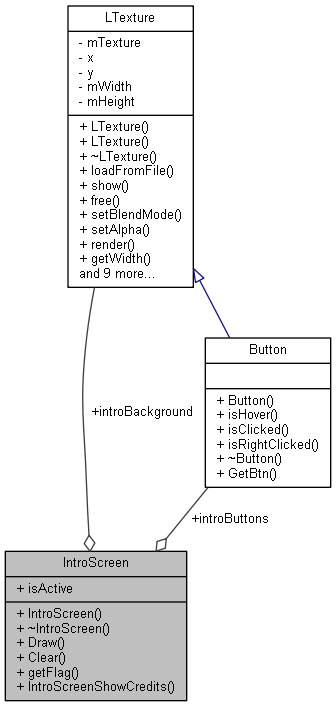 LTexture
- mTexture
- x
- y
- mWidth
- mHeight
+ LTexture()
+ LTexture()
+ ~LTexture()
+ loadFromFile()
+ show()
+ free()
+ setBlendMode()
+ setAlpha()
+ render()
+ getWidth()
and 9 more...
Button
+ Button()
+ isHover()
+ isClicked()
+ isRightClicked()
+ ~Button()
+ GetBtn()
+introBackground
+introButtons
IntroScreen
+ isActive
+ IntroScreen()
+ ~IntroScreen()
+ Draw()
+ Clear()
+ getFlag()
+ IntroScreenShowCredits()